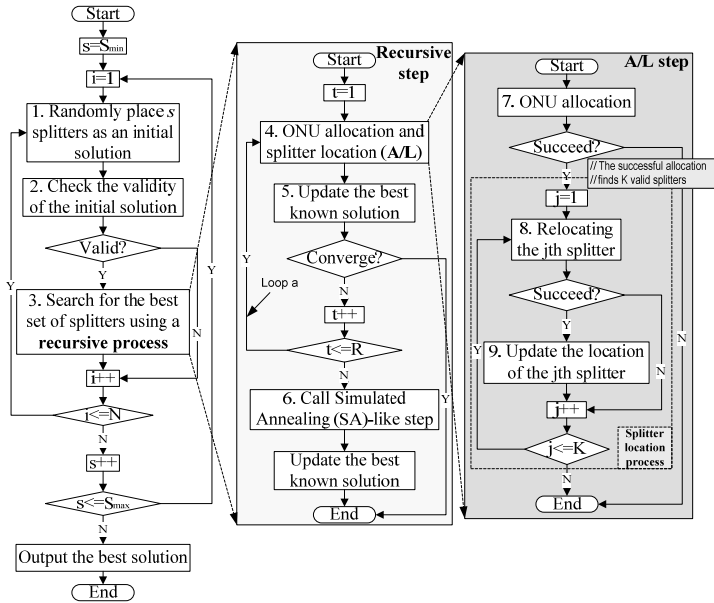 Start
s=Smin
i=1
1. Randomly place s
splitters as an initial
solution
2. Check the validity
of the initial solution
Valid?
Y
N
3. Search for the best
set of splitters using a
recursive process
i++
i<=N
Y
N
s++
s<=Smax
Y
N
Output the best solution
End
Recursive
step
Start
t=1
4. ONU allocation and
splitter location (A/L)
5. Update the best
known solution
Converge?
Y
Loop a
N
t++
t<=R
N
Y
6. Call Simulated
Annealing (SA)-like step
Update the best
known solution
End
A/L step
Start
7. ONU allocation
Succeed?
// The successful allocation
// finds K valid splitters
Y
j=1
8. Relocating
the jth splitter
Succeed?
N
Y
9. Update the location
of the jth splitter
Y
N
j++
j<=K
Splitter
location
process
N
End